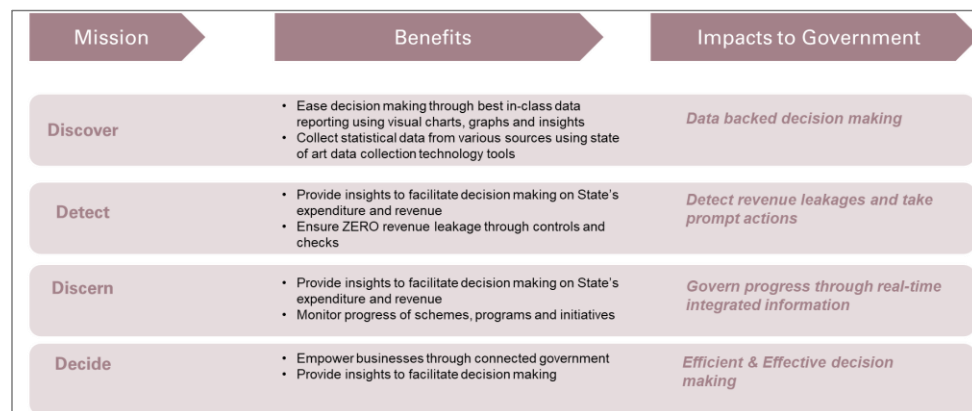 Mission
Benefits
Impacts to Government
Discover
• Ease decision making through best in-class data
reporting using visual charts, graphs and insights
• Collect statistical data from various sources using state
of art data collection technology tools
Data backed decision making
Detect
• Provide insights to facilitate decision making on State's
expenditure and revenue
• Ensure ZERO revenue leakage through controls and
checks
Detect revenue leakages and take
prompt actions
Discern
• Provide insights to facilitate decision making on State's
expenditure and revenue
• Monitor progress of schemes, programs and initiatives
Govern progress through real-time
integrated information
Decide
• Empower businesses through connected government
• Provide insights to facilitate decision making
Efficient & Effective decision
making